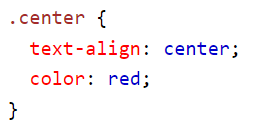 .center {
  text-align: center;
  color: red;
}